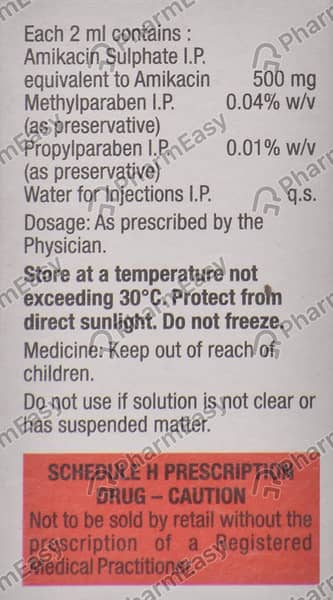 Each 2 ml contains :
Amikacin Sulphate I.P.
equivalent to Amikacin 500 mg
Methylparaben I.P. 0.04% w/v
(as preservative)
Propylparaben I.P. 0.01% w/v
(as preservative)
Water for Injections I.P. q.s.
Dosage: As prescribed by the
Physician.
Store at a temperature not
exceeding 30°C. Protect from
direct sunlight. Do not freeze.
Medicine: Keep out of reach of
children.
Do not use if solution is not clear or
has suspended matter.
SCHEDULE H PRESCRIPTION
DRUG – CAUTION
Not to be sold by retail without the
prescription of a Registered
Medical Practitioner.
PharmEasy